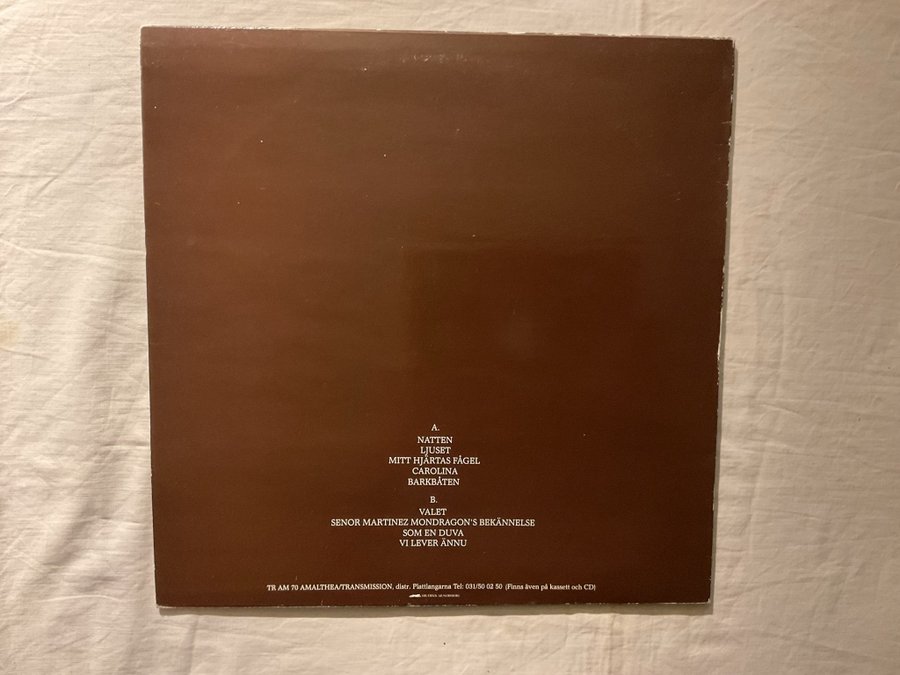 A.
NATTEN
LJUSET
MITT HJÄRTAS FÅGEL
CAROLINA
BARKBÅTEN
B.
VALET
SENOR MARTINEZ MONDRAGON'S BEKÄNNELSE
SOM EN DUVA
VI LEVER ÄNNU
TR AM 70 AMALTHEA/TRANSMISSION, distr. Plattlangarna Tel: 031/50 02 50 (Finns även på kassett och CD)